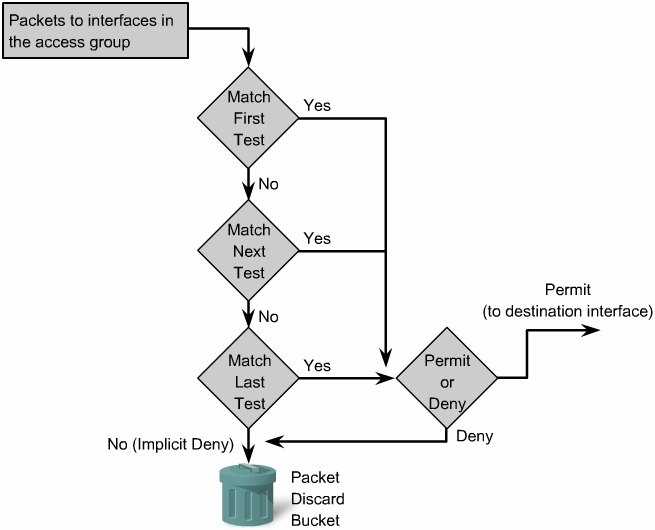 Packets to interfaces in
the access group
Match
First
Test
Yes
No
Match
Next
Test
Yes
No
Match
Last
Test
Yes
Permit
or
Deny
Permit
(to destination interface)
Deny
No (Implicit Deny)
Packet
Discard
Bucket